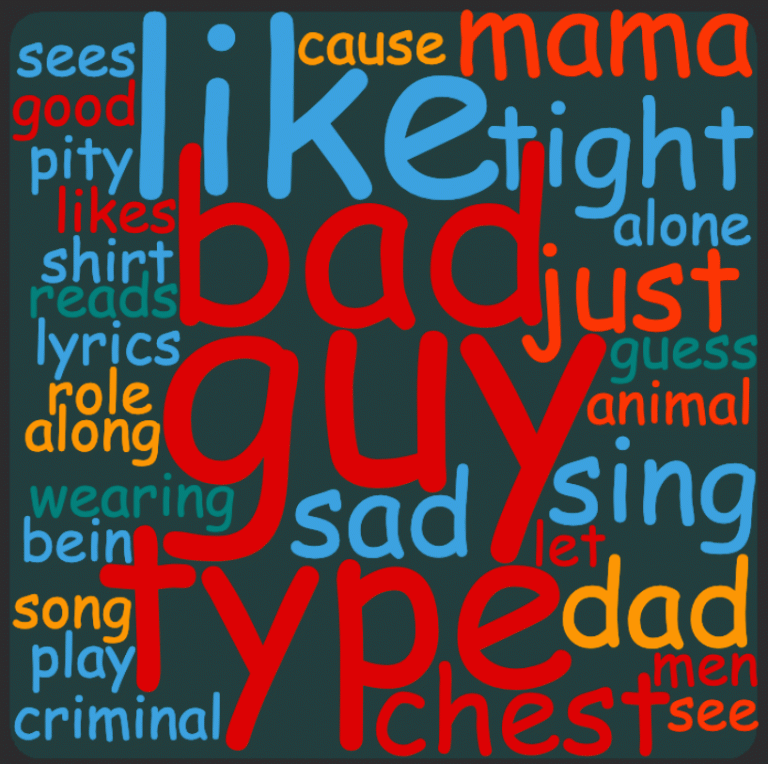 sees
like
cause
mama
good
tight
pity
bad
likes
alone
shirt
just
reads
lyrics
guy
guess
role
animal
along
wearing
sad
sing
bein
type
let
song
dad
play
men
chest
see
criminal